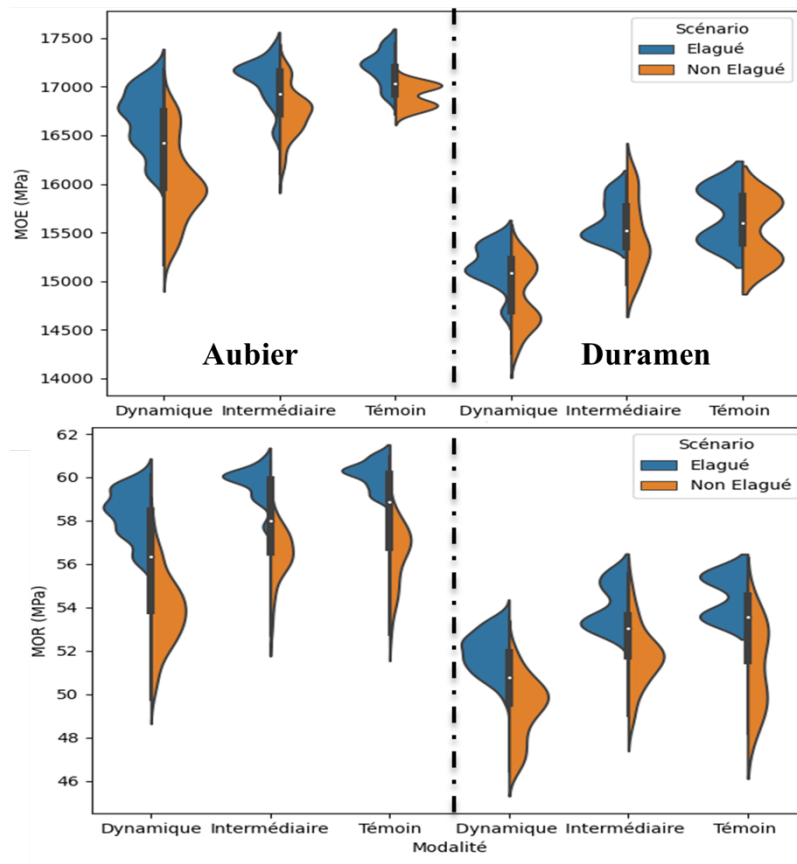 17500
17000
16500
16000
15500
15000
14500
14000
MOE (MPa)
Scénario
Elagué
Non Elagué
Aubier
Duramen
Dynamique Intermédiaire Témoin Dynamique Intermédiaire Témoin
62
60
58
56
54
52
50
48
46
MOR (MPa)
Scénario
Elagué
Non Elagué
Dynamique Intermédiaire Témoin Dynamique Intermédiaire Témoin
Modalité